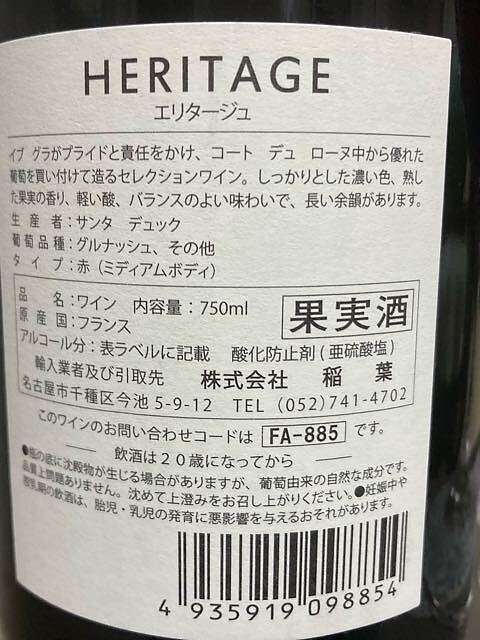 HERITAGE
エリタージュ
イブ グラがプライドと責任をかけ、コート デュ ローヌ中から優れた
葡萄を買い付けて造るセレクションワイン。しっかりとした濃い色、熟し
た果実の香り、軽い酸、バランスのよい味わいで、長い余韻があります。
生産者:サンタ デュック
葡萄品種:グルナッシュ、その他
タイプ:赤(ミディアムボディ)
品名:ワイン 内容量:750ml
原産国:フランス
果実酒
アルコール分:表ラベルに記載 酸化防止剤(亜硫酸塩)
輸入業者及び引取先 株式会社 稲葉
名古屋市千種区今池5-9-12 TEL(052)741-4702
このワインのお問い合わせコードは FA-885 です。
飲酒は20歳になってから
●瓶の底に沈殿物が生じる場合がありますが、葡萄由来の自然な成分です。
品質上問題ありません。沈めて上澄みをお召し上がりください。●妊娠中や
授乳期の飲酒は、胎児・乳児の発育に悪影響を与えるおそれがあります。
4 935919 098854